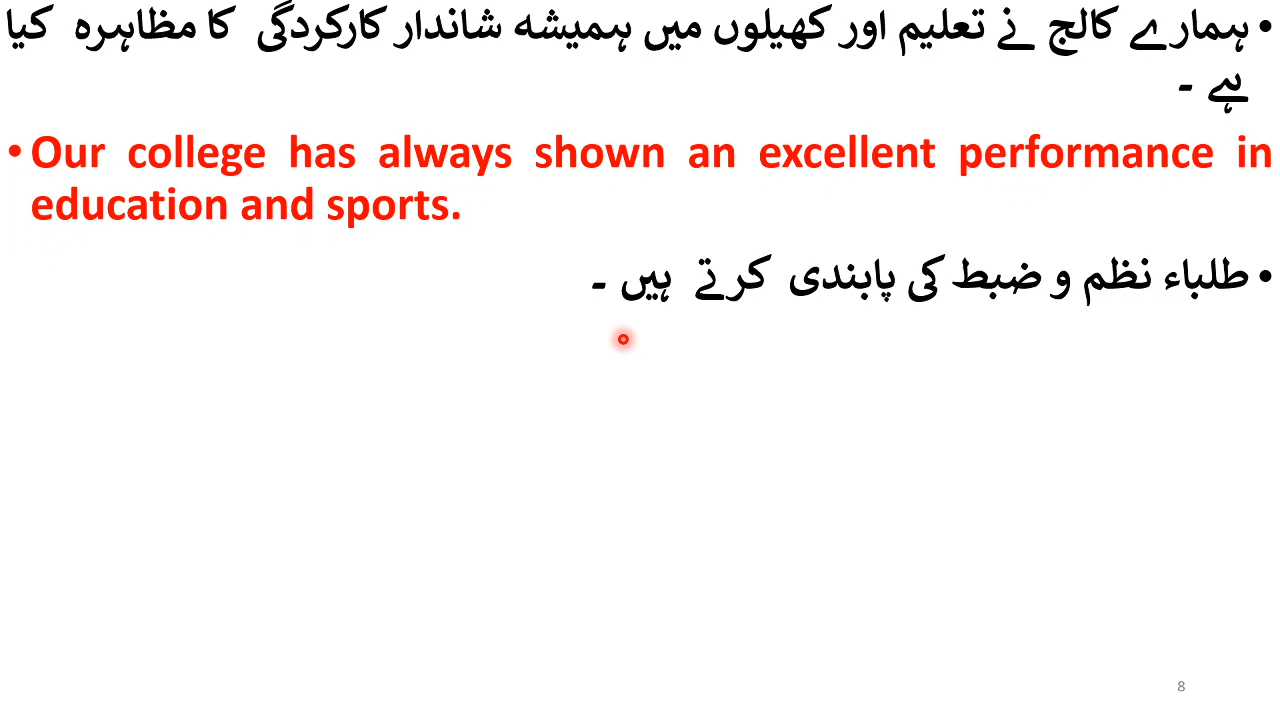 • ہمارے کالج نے تعلیم اور کھیلوں میں ہمیشہ شاندار کارکردگی کا مظاہرہ کیا
ہے ۔
• Our college has always shown an excellent performance in
education and sports.
• طلباء نظم و ضبط کی پابندی کرتے ہیں ۔
8